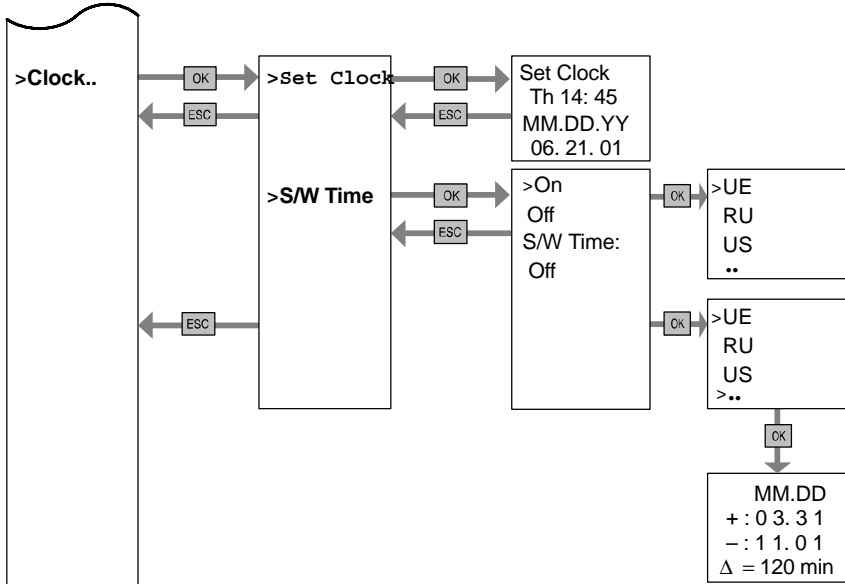 >Clock..
OK
ESC
ESC
>Set Clock
>S/W Time
OK
ESC
OK
ESC
Set Clock
Th 14: 45
MM.DD.YY
06. 21. 01
>On
Off
S/W Time:
Off
OK
OK
>UE
RU
US
..
>UE
RU
US
>..
OK
MM.DD
+ : 0 3. 3 1
– : 1 1. 0 1
Δ = 120 min